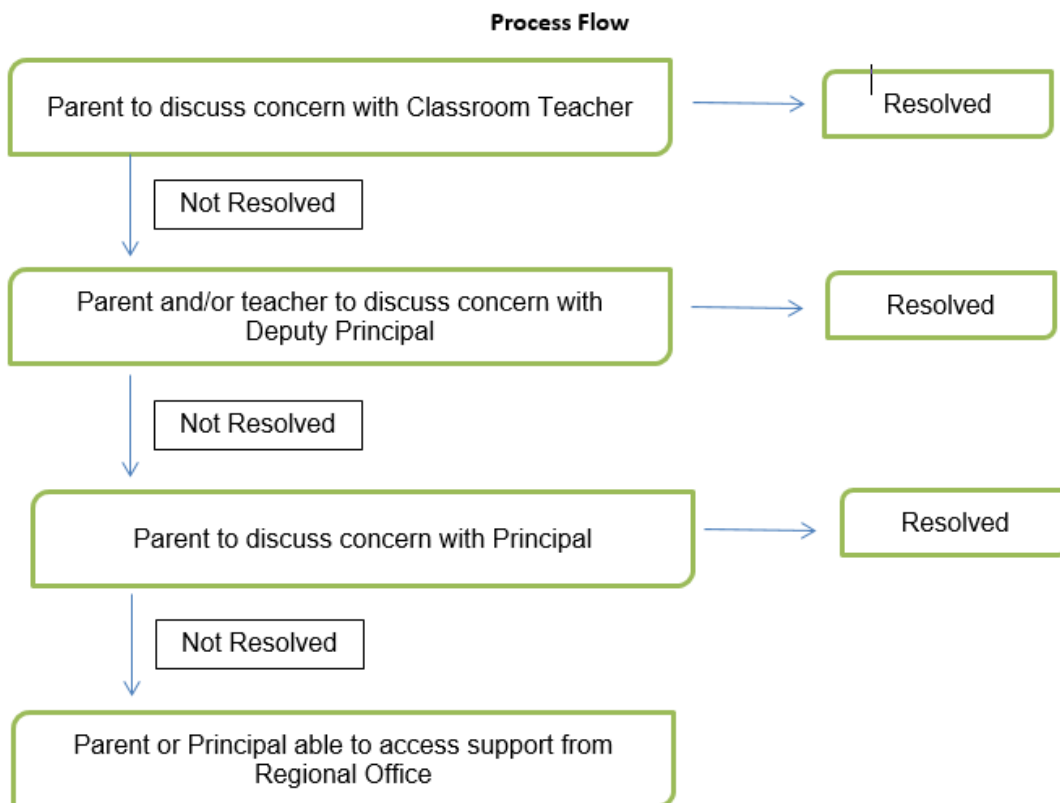 Process Flow
Parent to discuss concern with Classroom Teacher
Resolved
Not Resolved
Parent and/or teacher to discuss concern with
Deputy Principal
Resolved
Not Resolved
Parent to discuss concern with Principal
Resolved
Not Resolved
Parent or Principal able to access support from
Regional Office